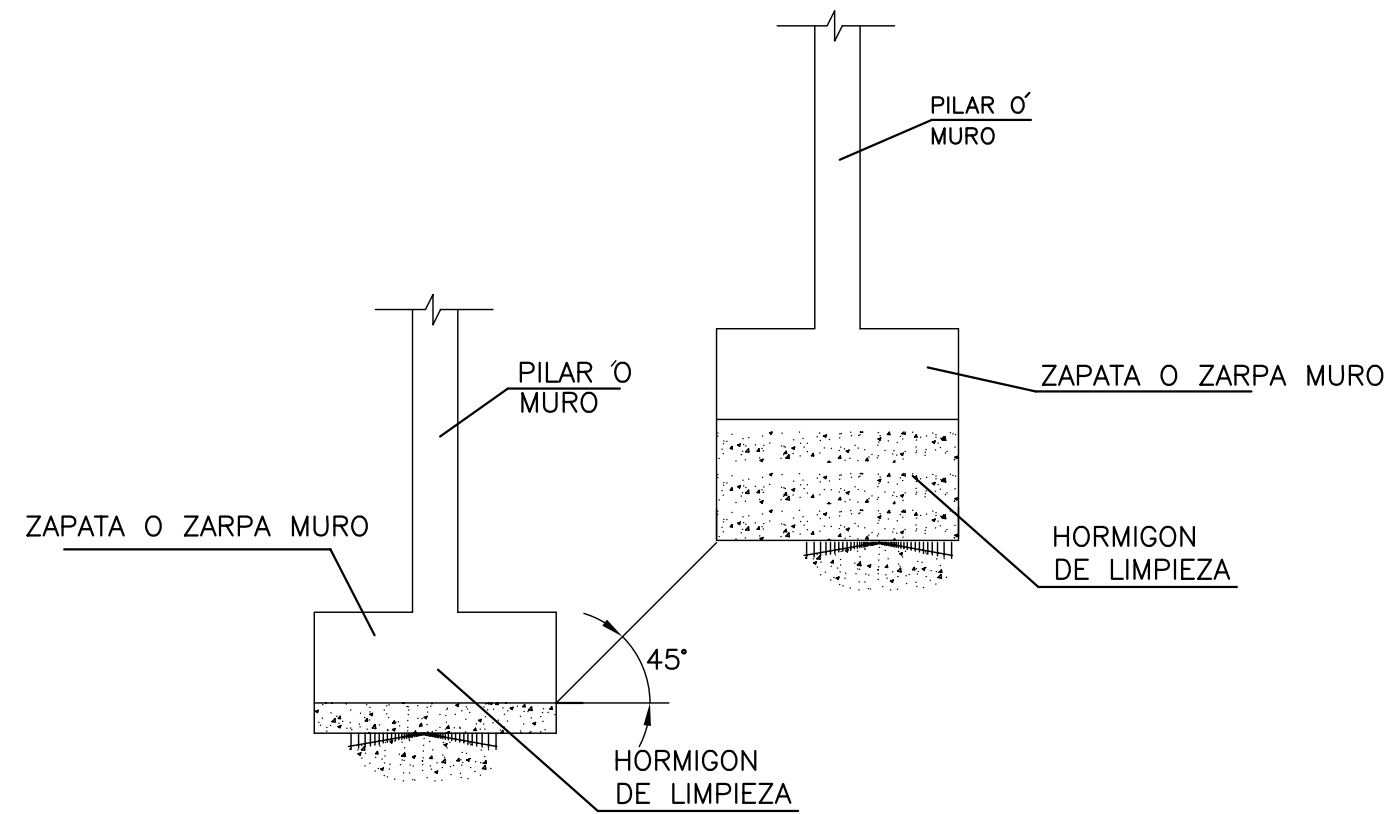 PILAR Ó
MURO
PILAR Ó
MURO
ZAPATA O ZARPA MURO
ZAPATA O ZARPA MURO
HORMIGON
DE LIMPIEZA
45°
HORMIGON
DE LIMPIEZA